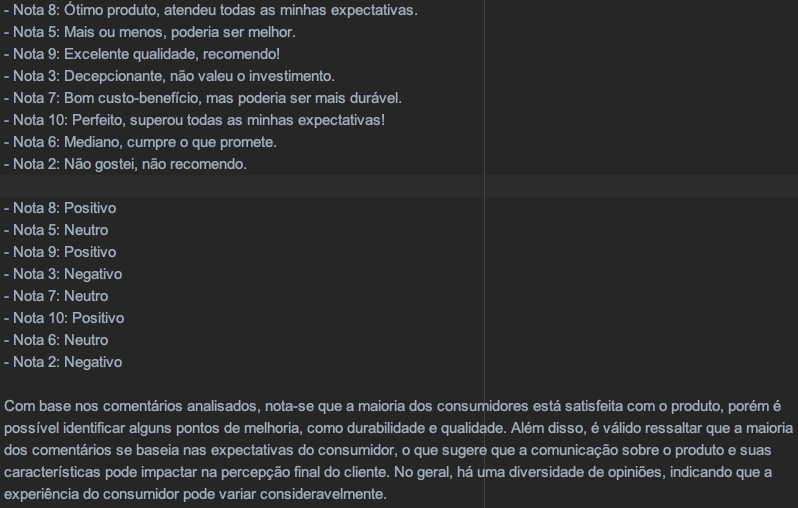 - Nota 8: Ótimo produto, atendeu todas as minhas expectativas.
- Nota 5: Mais ou menos, poderia ser melhor.
- Nota 9: Excelente qualidade, recomendo!
- Nota 3: Decepcionante, não valeu o investimento.
- Nota 7: Bom custo-benefício, mas poderia ser mais durável.
- Nota 10: Perfeito, superou todas as minhas expectativas!
- Nota 6: Mediano, cumpre o que promete.
- Nota 2: Não gostei, não recomendo.
- Nota 8: Positivo
- Nota 5: Neutro
- Nota 9: Positivo
- Nota 3: Negativo
- Nota 7: Neutro
- Nota 10: Positivo
- Nota 6: Neutro
- Nota 2: Negativo
Com base nos comentários analisados, nota-se que a maioria dos consumidores está satisfeita com o produto, porém é
possível identificar alguns pontos de melhoria, como durabilidade e qualidade. Além disso, é válido ressaltar que a maioria
dos comentários se baseia nas expectativas do consumidor, o que sugere que a comunicação sobre o produto e suas
características pode impactar na percepção final do cliente. No geral, há uma diversidade de opiniões, indicando que a
experiência do consumidor pode variar consideravelmente.